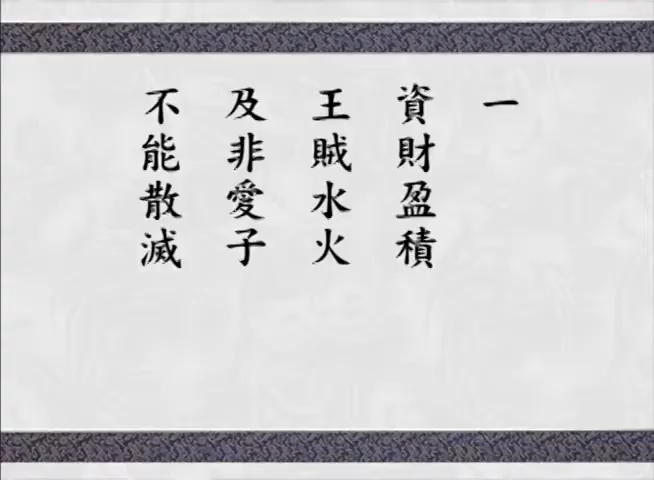 一
資財盈積
王賊水火
及非愛子
不能散滅